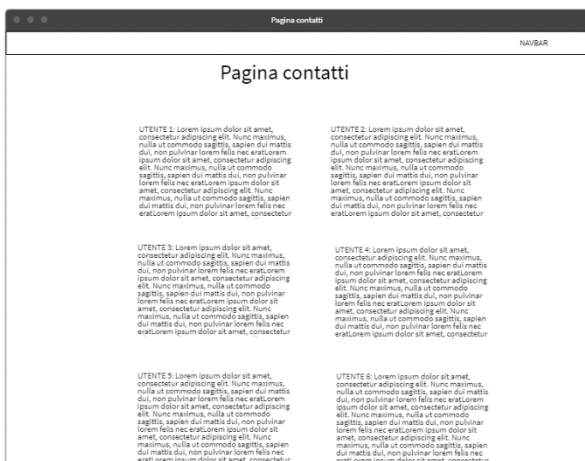 Pagina contatti
NAVBAR
Pagina contatti
UTENTE 1: Lorem ipsum dolor sit amet,
consectetur adipiscing elit. Nunc maximus,
nulla ut commodo sagittis, sapien dui mattis
dui, non pulvinar lorem felis nec eratLorem
ipsum dolor sit amet, consectetur adipiscing
elit. Nunc maximus, nulla ut commodo
sagittis, sapien dui mattis dui, non pulvinar
lorem felis nec eratLorem ipsum dolor sit
amet, consectetur adipiscing elit. Nunc
maximus, nulla ut commodo sagittis, sapien
dui mattis dui, non pulvinar lorem felis nec
eratLorem ipsum dolor sit amet, consectetur
UTENTE 2: Lorem ipsum dolor sit amet,
consectetur adipiscing elit. Nunc maximus,
nulla ut commodo sagittis, sapien dui mattis
dui, non pulvinar lorem felis nec eratLorem
ipsum dolor sit amet, consectetur adipiscing
elit. Nunc maximus, nulla ut commodo
sagittis, sapien dui mattis dui, non pulvinar
lorem felis nec eratLorem ipsum dolor sit
amet, consectetur adipiscing elit. Nunc
maximus, nulla ut commodo sagittis, sapien
dui mattis dui, non pulvinar lorem felis nec
eratLorem ipsum dolor sit amet, consectetur
UTENTE 3: Lorem ipsum dolor sit amet,
consectetur adipiscing elit. Nunc maximus,
nulla ut commodo sagittis, sapien dui mattis
dui, non pulvinar lorem felis nec eratLorem
ipsum dolor sit amet, consectetur adipiscing
elit. Nunc maximus, nulla ut commodo
sagittis, sapien dui mattis dui, non pulvinar
lorem felis nec eratLorem ipsum dolor sit
amet, consectetur adipiscing elit. Nunc
maximus, nulla ut commodo sagittis, sapien
dui mattis dui, non pulvinar lorem felis nec
eratLorem ipsum dolor sit amet, consectetur
UTENTE 4: Lorem ipsum dolor sit amet,
consectetur adipiscing elit. Nunc maximus,
nulla ut commodo sagittis, sapien dui mattis
dui, non pulvinar lorem felis nec eratLorem
ipsum dolor sit amet, consectetur adipiscing
elit. Nunc maximus, nulla ut commodo
sagittis, sapien dui mattis dui, non pulvinar
lorem felis nec eratLorem ipsum dolor sit
amet, consectetur adipiscing elit. Nunc
maximus, nulla ut commodo sagittis, sapien
dui mattis dui, non pulvinar lorem felis nec
eratLorem ipsum dolor sit amet, consectetur
UTENTE 5: Lorem ipsum dolor sit amet,
consectetur adipiscing elit. Nunc maximus,
nulla ut commodo sagittis, sapien dui mattis
dui, non pulvinar lorem felis nec eratLorem
ipsum dolor sit amet, consectetur adipiscing
elit. Nunc maximus, nulla ut commodo
sagittis, sapien dui mattis dui, non pulvinar
lorem felis nec eratLorem ipsum dolor sit
amet, consectetur adipiscing elit. Nunc
maximus, nulla ut commodo sagittis, sapien
dui mattis dui, non pulvinar lorem felis nec
eratLorem ipsum dolor sit amet, consectetur
UTENTE 6: Lorem ipsum dolor sit amet,
consectetur adipiscing elit. Nunc maximus,
nulla ut commodo sagittis, sapien dui mattis
dui, non pulvinar lorem felis nec eratLorem
ipsum dolor sit amet, consectetur adipiscing
elit. Nunc maximus, nulla ut commodo
sagittis, sapien dui mattis dui, non pulvinar
lorem felis nec eratLorem ipsum dolor sit
amet, consectetur adipiscing elit. Nunc
maximus, nulla ut commodo sagittis, sapien
dui mattis dui, non pulvinar lorem felis nec
eratLorem ipsum dolor sit amet, consectetur